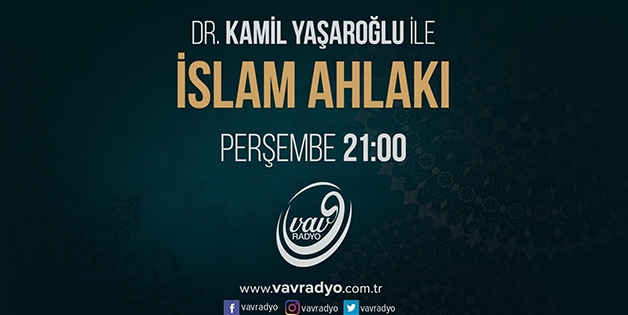 DR. KAMİL YAŞAROĞLU İLE
İSLAM AHLAKI
PERŞEMBE 21:00
vav
RADYO
www.vavradyo.com.tr
vavradyo vavradyo vavradyo